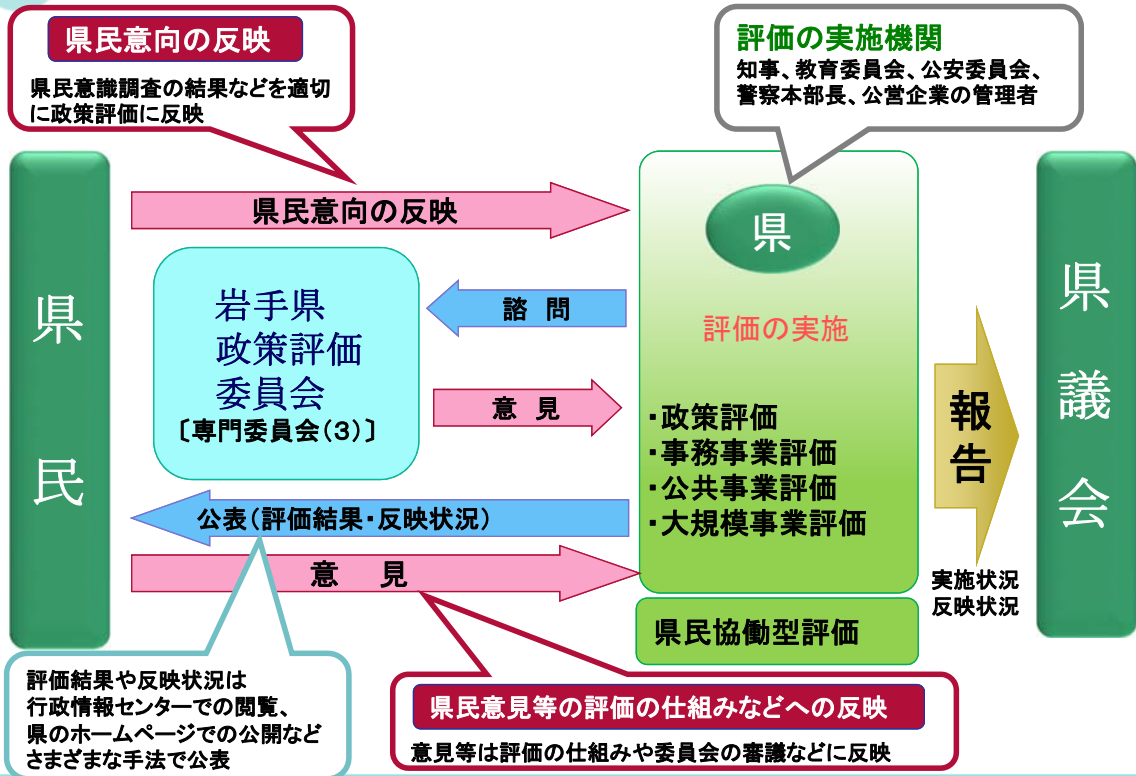 県民意向の反映
県民意識調査の結果などを適切
に政策評価に反映
評価の実施機関
知事、教育委員会、公安委員会、
警察本部長、公営企業の管理者
県民
県民意向の反映
岩手県
政策評価
委員会
〔専門委員会(3)〕
諮 問
意 見
公表(評価結果・反映状況)
意 見
県
評価の実施
・政策評価
・事務事業評価
・公共事業評価
・大規模事業評価
県民協働型評価
報告
実施状況
反映状況
県議会
評価結果や反映状況は
行政情報センターでの閲覧、
県のホームページでの公開など
さまざまな手法で公表
県民意見等の評価の仕組みなどへの反映
意見等は評価の仕組みや委員会の審議などに反映